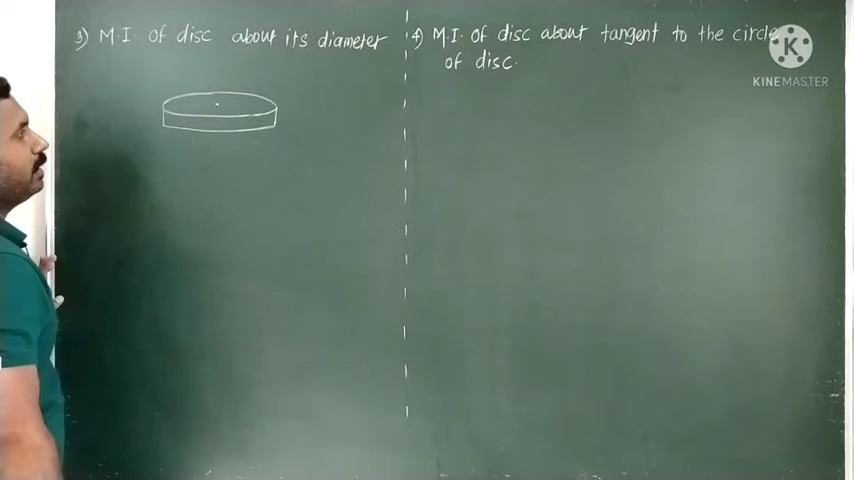 3) M.I. of disc about its diameter
4) M.I. of disc about tangent to the circle
of disc.
K
KINEMASTER